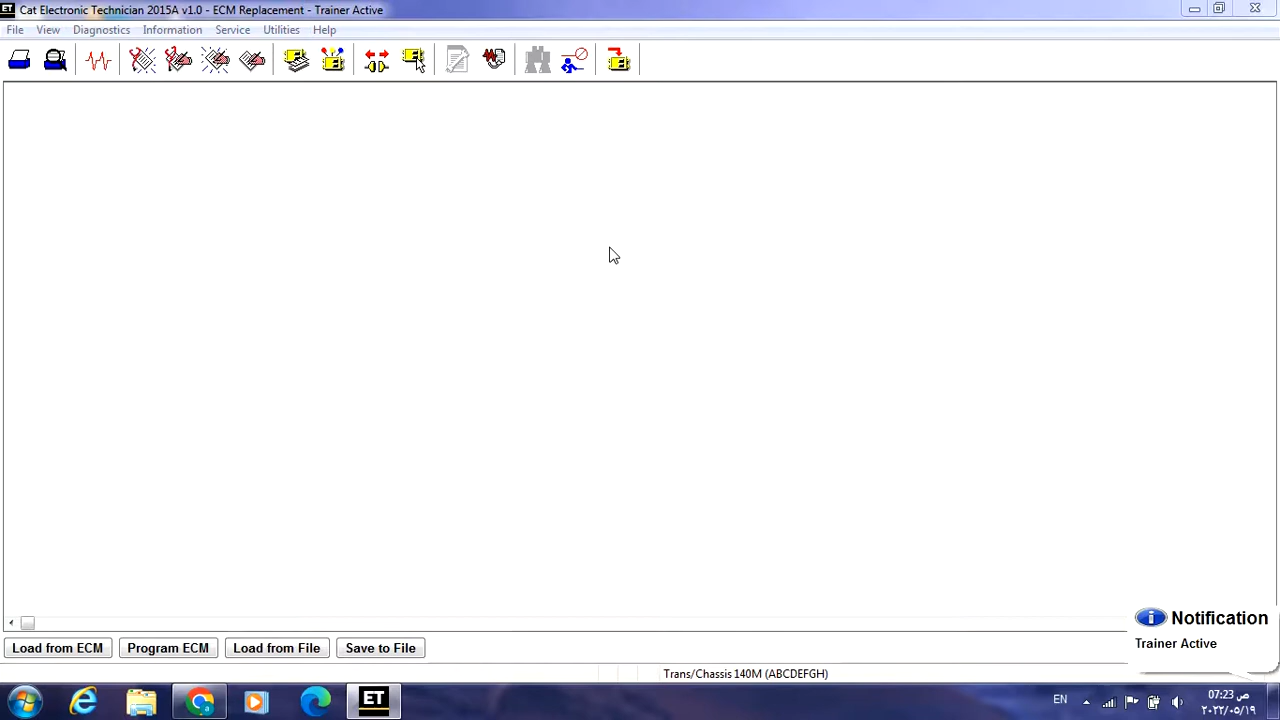 ET Cat Electronic Technician 2015A v1.0 - ECM Replacement - Trainer Active
File View Diagnostics Information Service Utilities Help
Load from ECM Program ECM Load from File Save to File
Notification
Trainer Active
Trans/Chassis 140M (ABCDEFGH)
ET
EN
07:23 ص
٢٠٢٢/٠٥/١٩